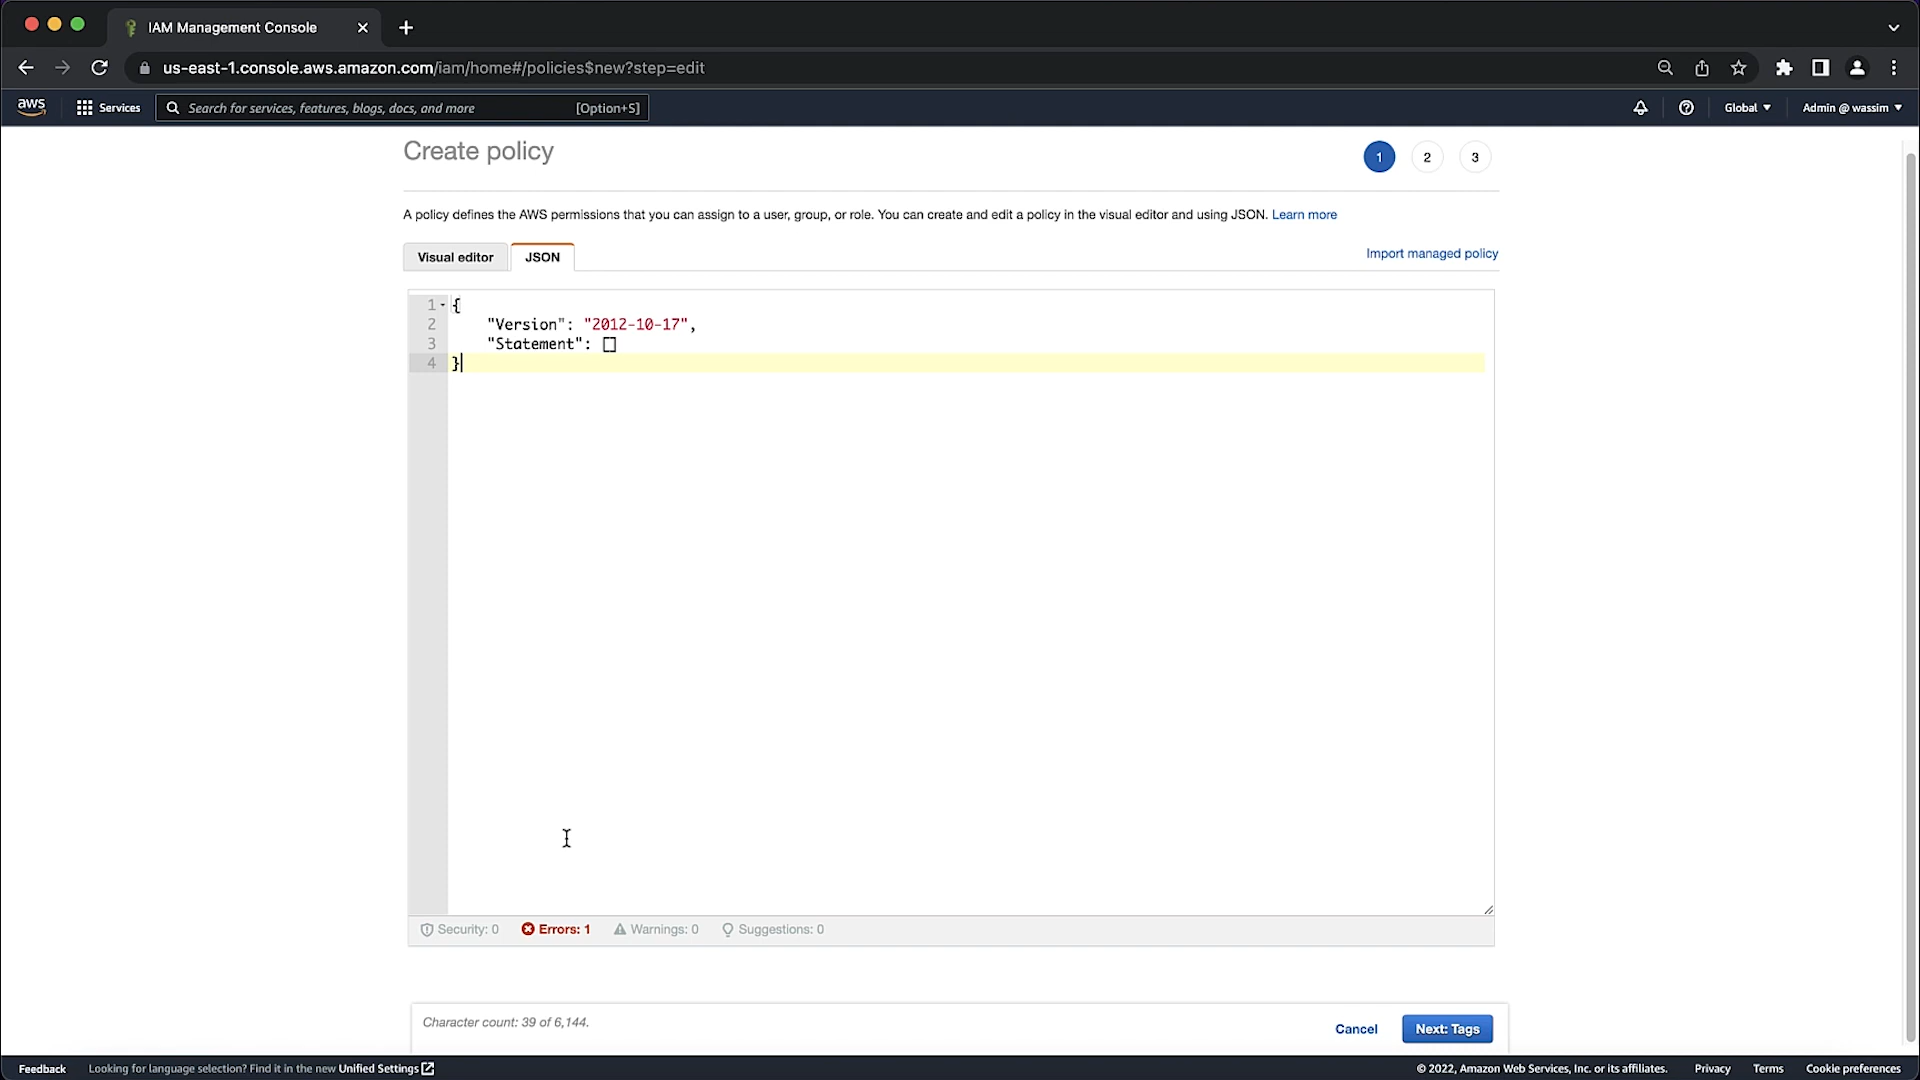 IAM Management Console
us-east-1.console.aws.amazon.com/iam/home#/policies$new?step=edit
aws
Services
Search for services, features, blogs, docs, and more
[Option+S]
Global
Admin @ wassim
Create policy
1
2
3
A policy defines the AWS permissions that you can assign to a user, group, or role. You can create and edit a policy in the visual editor and using JSON. Learn more
Visual editor
JSON
Import managed policy
1 {
2 "Version": "2012-10-17",
3 "Statement": []
4 }
Security: 0
Errors: 1
Warnings: 0
Suggestions: 0
Character count: 39 of 6,144.
Cancel
Next: Tags
Feedback
Looking for language selection? Find it in the new Unified Settings
© 2022, Amazon Web Services, Inc. or its affiliates.
Privacy
Terms
Cookie preferences